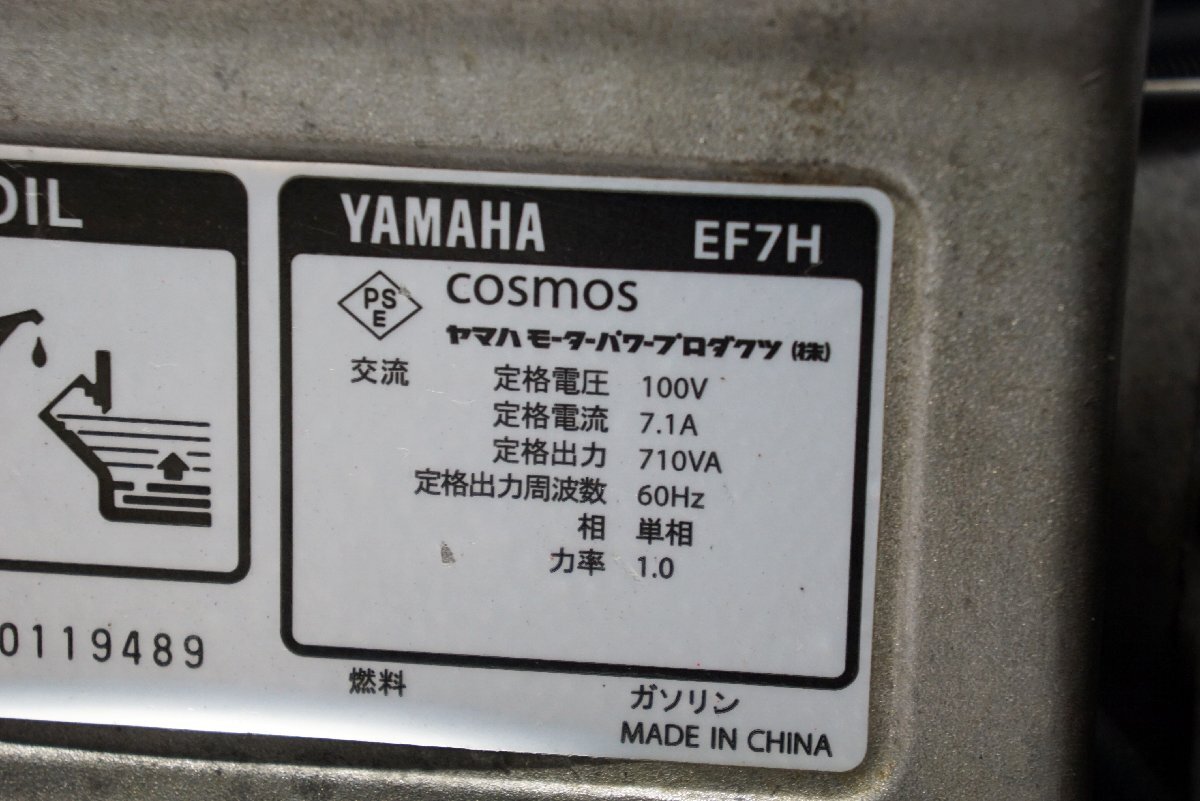 OIL
0119489
YAMAHA EF7H
PS
E
cosmos
ヤマハモーターパワープロダクツ(株)
交流 定格電圧 100V
定格電流 7.1A
定格出力 710VA
定格出力周波数 60Hz
相 単相
力率 1.0
燃料 ガソリン
MADE IN CHINA